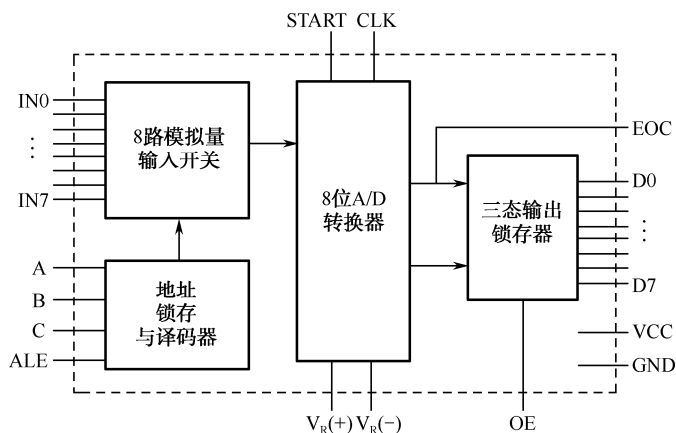 START CLK
IN0
⋮
IN7
8路模拟量
输入开关
A
B
C
ALE
地址
锁存
与译码器
8位A/D
转换器
三态输出
锁存器
EOC
D0
⋮
D7
VCC
GND
V_R(+) V_R(−)
OE